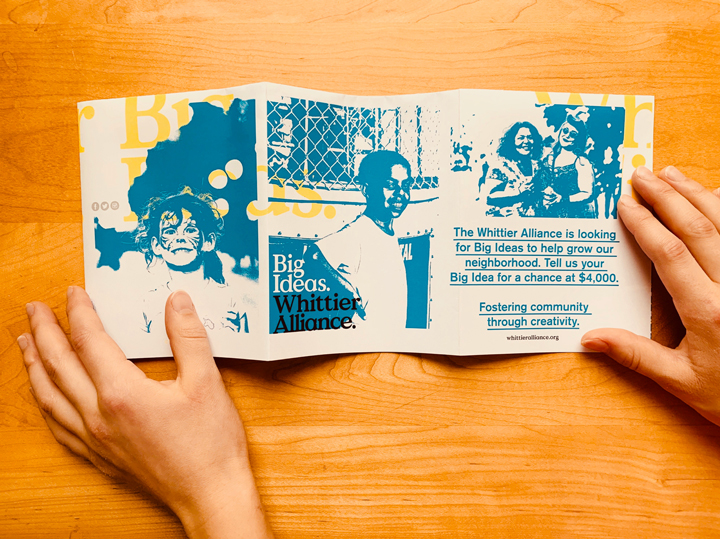 Big
Ideas.
Big
Ideas.
Whittier
Alliance.
The Whittier Alliance is looking
for Big Ideas to help grow our
neighborhood. Tell us your
Big Idea for a chance at $4,000.
Fostering community
through creativity.
whittieralliance.org